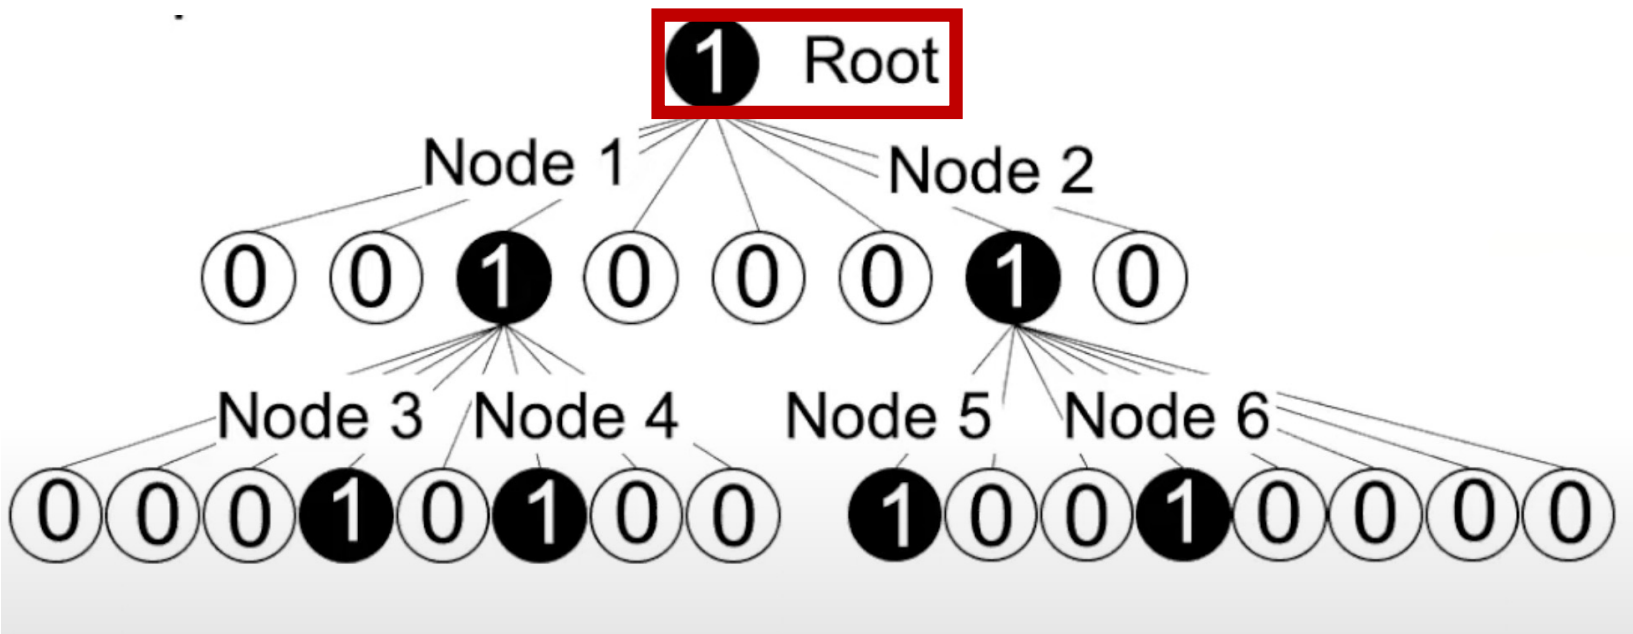 1 Root
Node 1 Node 2
0 0 1 0 0 0 1 0
Node 3 Node 4 Node 5 Node 6
0 0 0 1 0 1 0 0 1 0 0 1 0 0 0 0